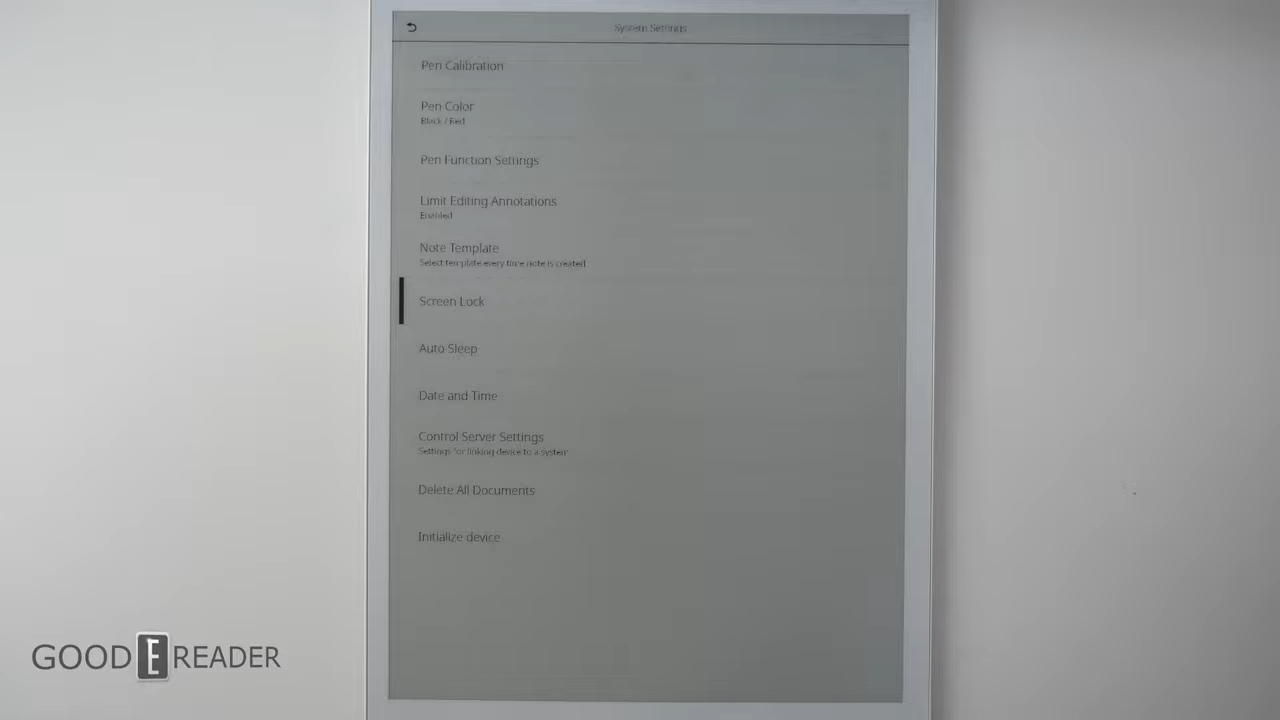 System Settings
Pen Calibration
Pen Color
Black / Red
Pen Function Settings
Limit Editing Annotations
Enabled
Note Template
Select template every time note is created
Screen Lock
Auto Sleep
Date and Time
Control Server Settings
Settings for linking device to a system
Delete All Documents
Initialize device
GOOD E READER